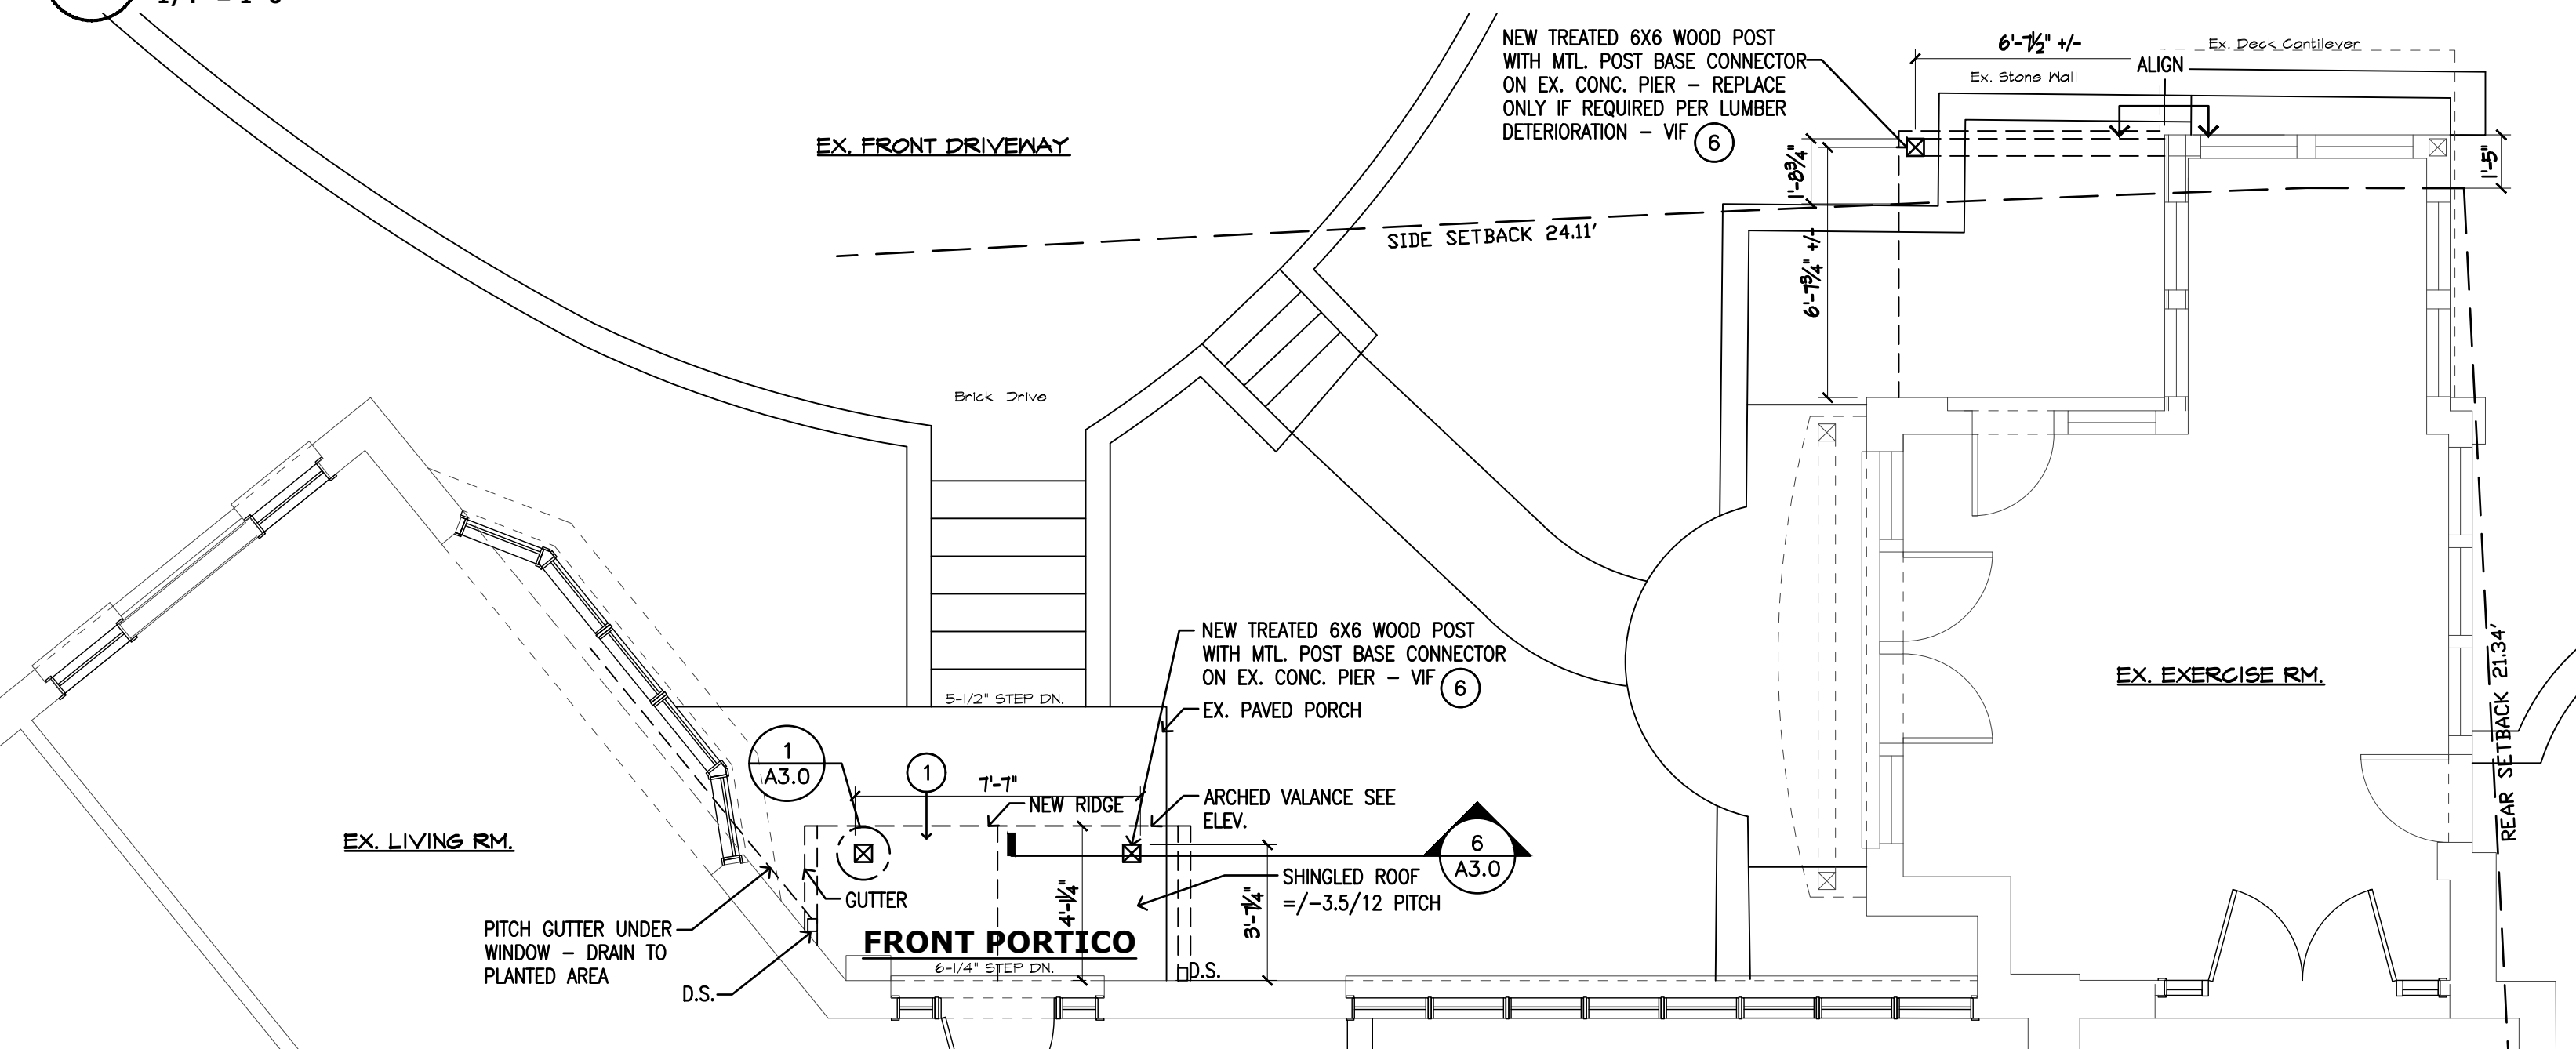 NEW TREATED 6X6 WOOD POST
WITH MTL. POST BASE CONNECTOR
ON EX. CONC. PIER – REPLACE
ONLY IF REQUIRED PER LUMBER
DETERIORATION – VIF
6
6'-7½" +/-
Ex. Deck Cantilever
ALIGN
Ex. Stone Wall
EX. FRONT DRIVEWAY
1'-8¾"
1'-5"
SIDE SETBACK 24.11'
6'-7¾" +/-
Brick Drive
NEW TREATED 6X6 WOOD POST
WITH MTL. POST BASE CONNECTOR
ON EX. CONC. PIER – VIF
6
EX. EXERCISE RM.
REAR SETBACK 21.34'
5-1/2" STEP DN.
EX. PAVED PORCH
1
A3.0
1
7'-7"
NEW RIDGE
ARCHED VALANCE SEE
ELEV.
EX. LIVING RM.
6
A3.0
SHINGLED ROOF
=/-3.5/12 PITCH
GUTTER
4'-1¼"
3'-7¼"
PITCH GUTTER UNDER
WINDOW – DRAIN TO
PLANTED AREA
FRONT PORTICO
6-1/4" STEP DN.
D.S.
D.S.